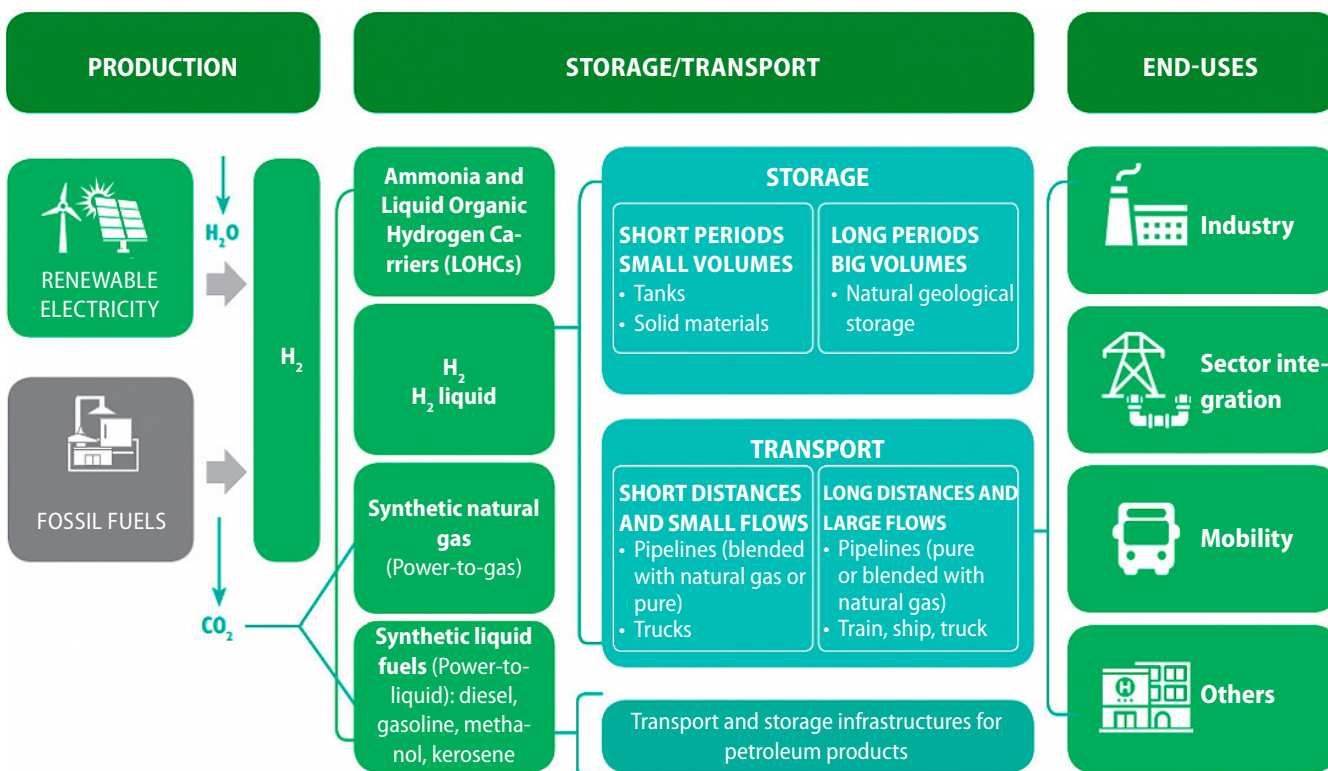 PRODUCTION
STORAGE/TRANSPORT
END-USES
RENEWABLE
ELECTRICITY
H₂O
FOSSIL FUELS
CO₂
H₂
Ammonia and
Liquid Organic
Hydrogen Ca-
rriers (LOHCs)
H₂
H₂ liquid
Synthetic natural
gas
(Power-to-gas)
Synthetic liquid
fuels (Power-to-
liquid): diesel,
gasoline, metha-
nol, kerosene
STORAGE
SHORT PERIODS
SMALL VOLUMES
• Tanks
• Solid materials
LONG PERIODS
BIG VOLUMES
• Natural geological
storage
TRANSPORT
SHORT DISTANCES
AND SMALL FLOWS
• Pipelines (blended
with natural gas or
pure)
• Trucks
LONG DISTANCES AND
LARGE FLOWS
• Pipelines (pure
or blended with
natural gas)
• Train, ship, truck
Transport and storage infrastructures for
petroleum products
Industry
Sector inte-
gration
Mobility
H
Others